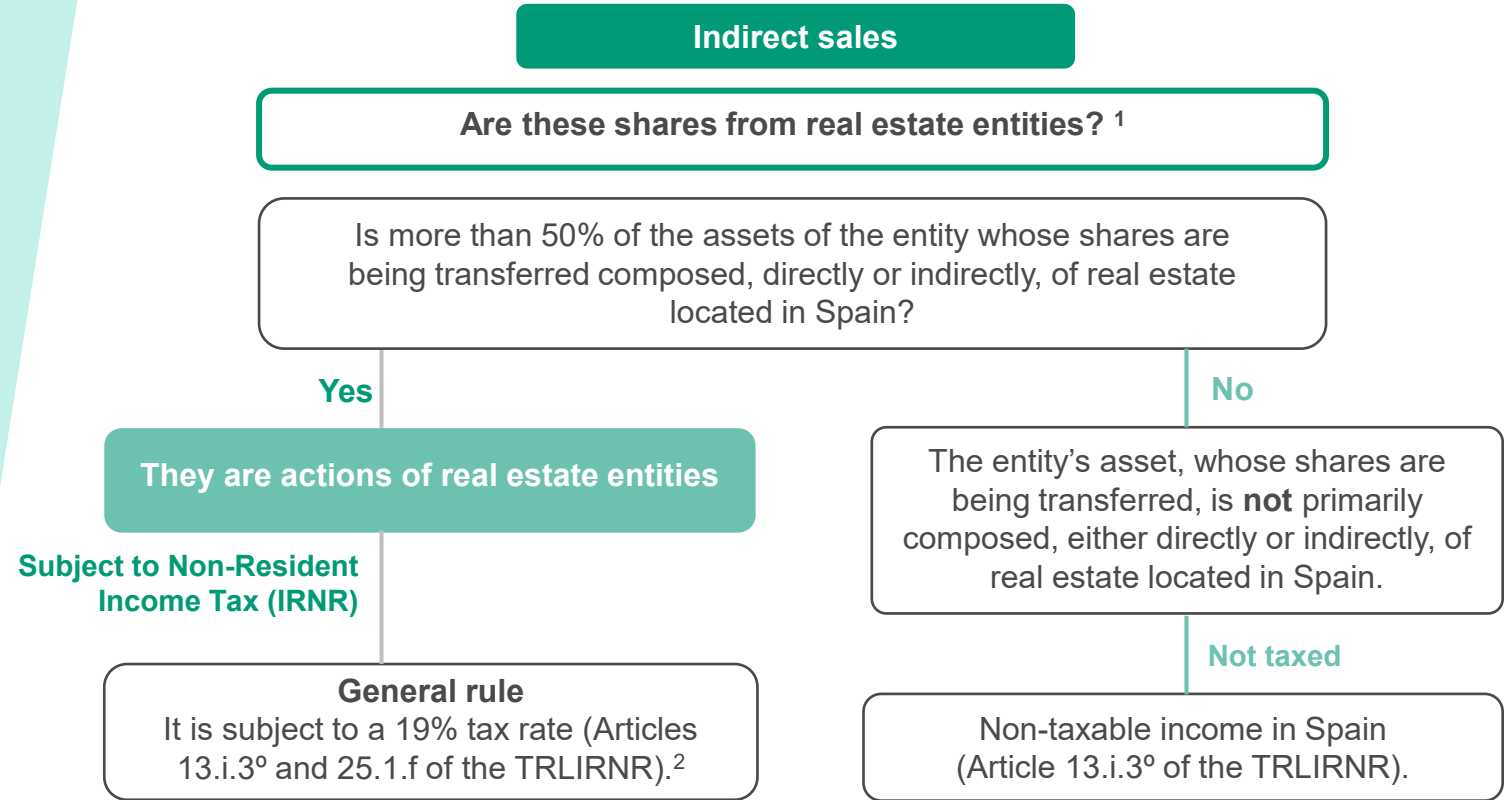 Indirect sales
Are these shares from real estate entities? ¹
Is more than 50% of the assets of the entity whose shares are
being transferred composed, directly or indirectly, of real estate
located in Spain?
Yes
No
They are actions of real estate entities
The entity’s asset, whose shares are
being transferred, is not primarily
composed, either directly or indirectly, of
real estate located in Spain.
Subject to Non-Resident
Income Tax (IRNR)
Not taxed
General rule
It is subject to a 19% tax rate (Articles
13.i.3º and 25.1.f of the TRLIRNR).²
Non-taxable income in Spain
(Article 13.i.3º of the TRLIRNR).